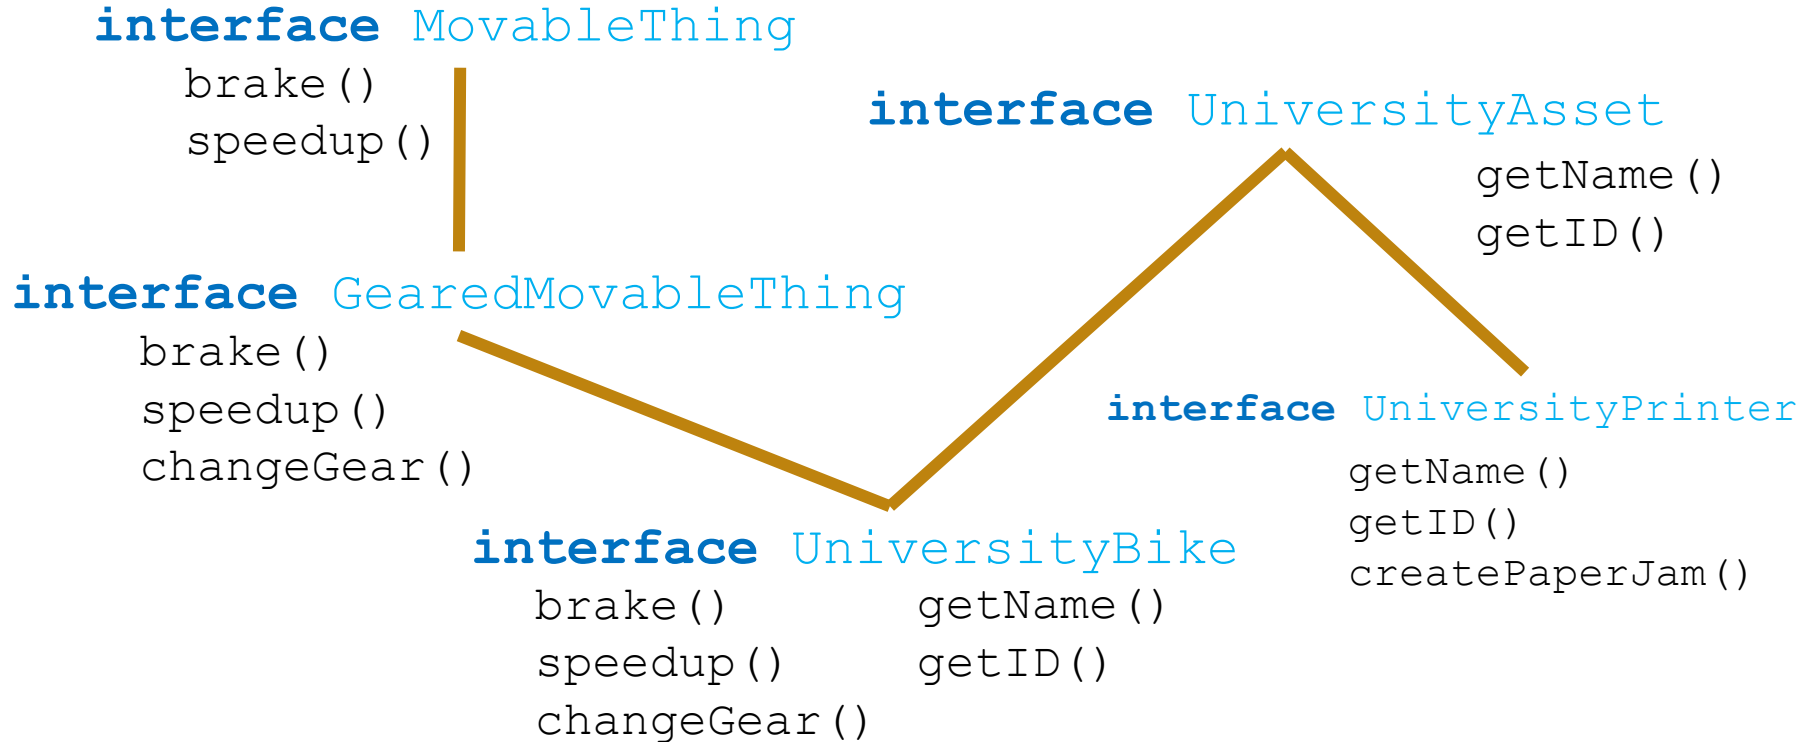 interface MovableThing
brake()
speedup()
interface UniversityAsset
getName()
getID()
interface GearedMovableThing
brake()
speedup()
changeGear()
interface UniversityPrinter
getName()
getID()
createPaperJam()
interface UniversityBike
brake() getName()
speedup() getID()
changeGear()